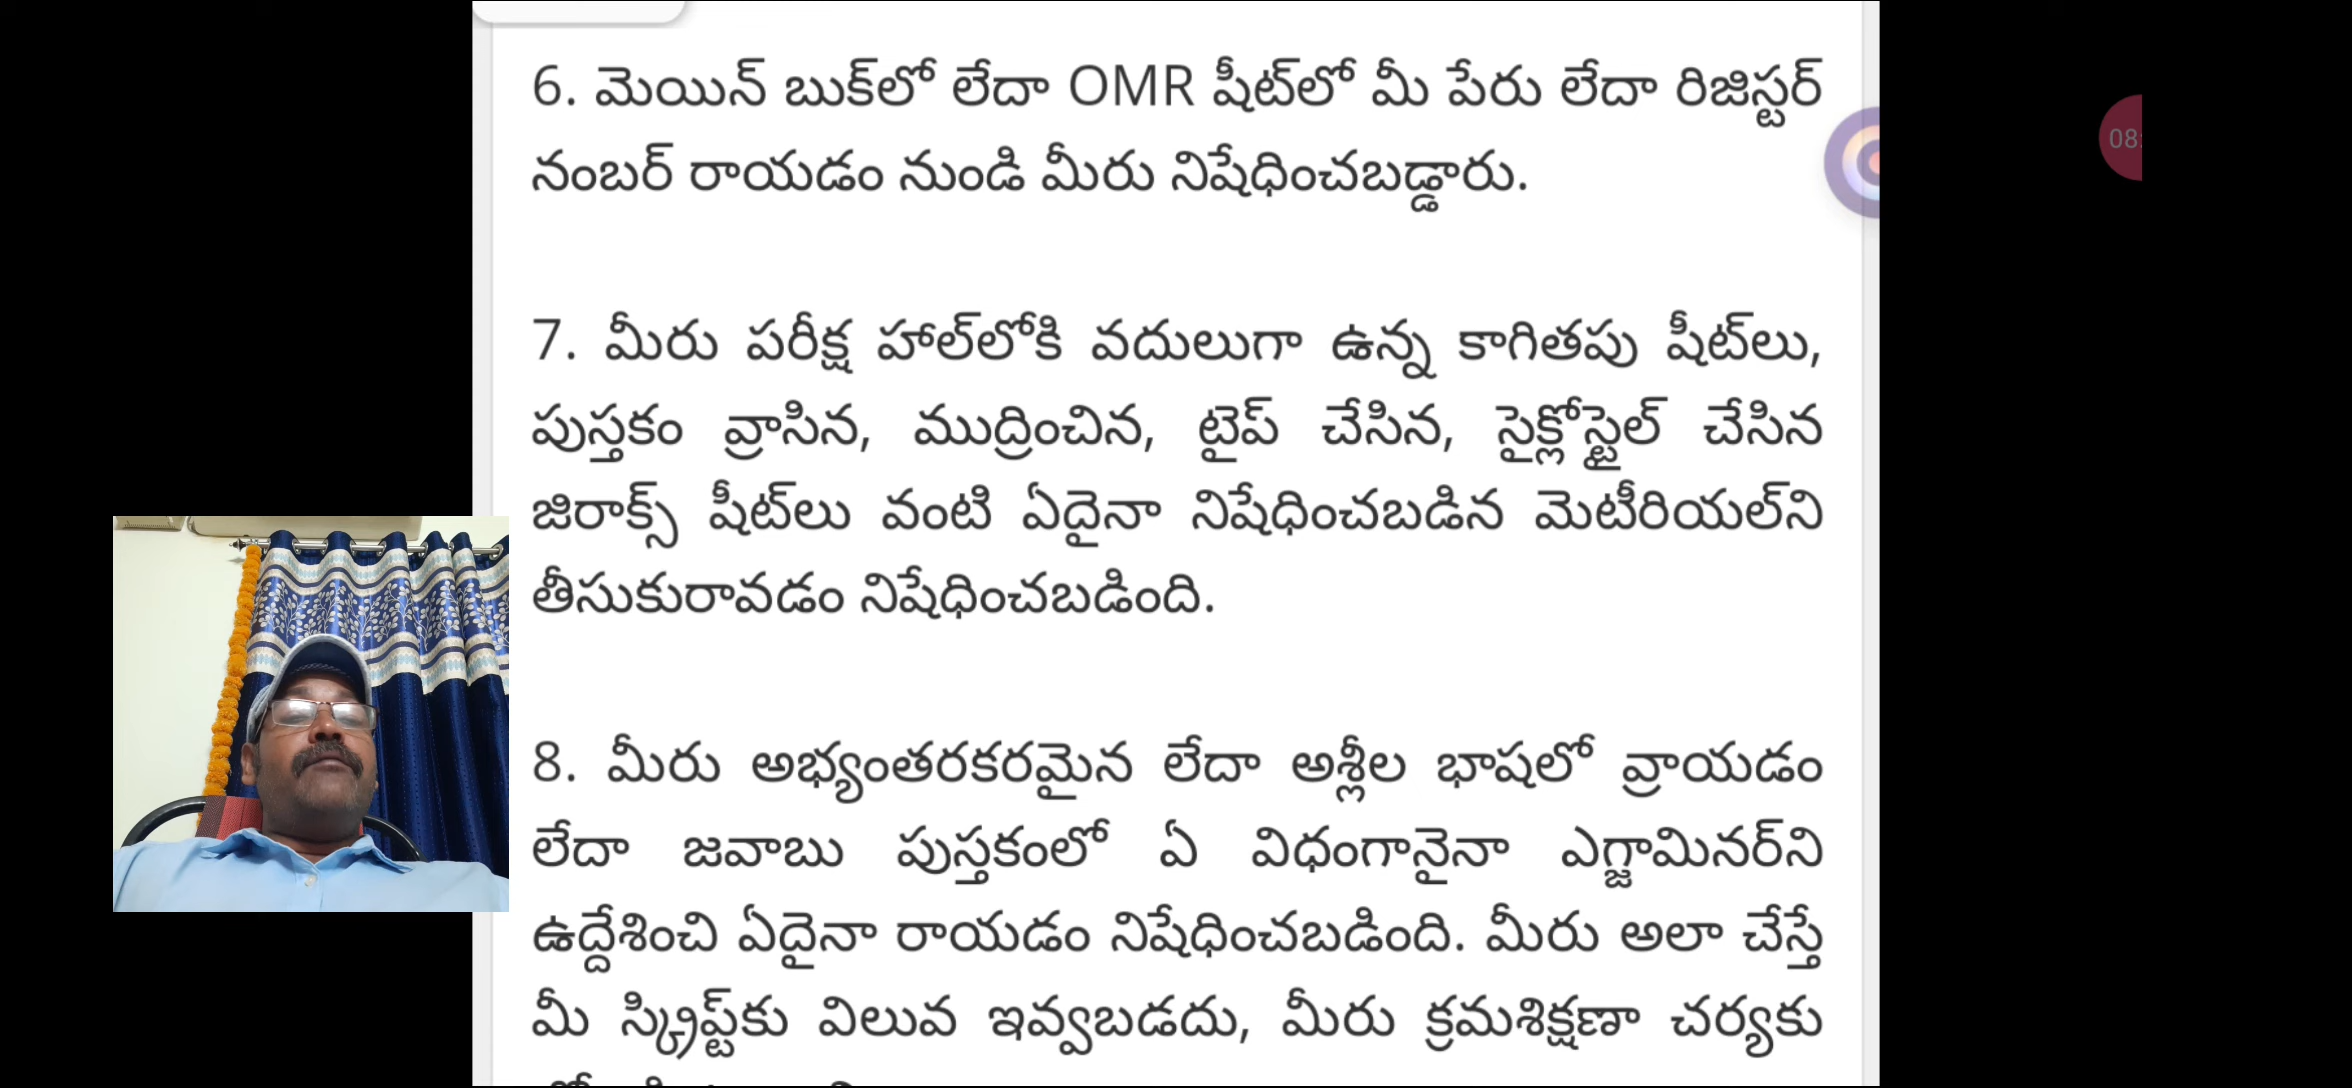 6. మెయిన్ బుక్‌లో లేదా OMR షీట్‌లో మీ పేరు లేదా రిజిస్టర్
నంబర్ రాయడం నుండి మీరు నిషేధించబడ్డారు.
7. మీరు పరీక్ష హాల్‌లోకి వదులుగా ఉన్న కాగితపు షీట్‌లు,
పుస్తకం వ్రాసిన, ముద్రించిన, టైప్ చేసిన, సైక్లోస్టైల్ చేసిన
జిరాక్స్ షీట్‌లు వంటి ఏదైనా నిషేధించబడిన మెటీరియల్‌ని
తీసుకురావడం నిషేధించబడింది.
8. మీరు అభ్యంతరకరమైన లేదా అశ్లీల భాషలో వ్రాయడం
లేదా జవాబు పుస్తకంలో ఏ విధంగానైనా ఎగ్జామినర్‌ని
ఉద్దేశించి ఏదైనా రాయడం నిషేధించబడింది. మీరు అలా చేస్తే
మీ స్క్రిప్ట్‌కు విలువ ఇవ్వబడదు, మీరు క్రమశిక్షణా చర్యకు
08: